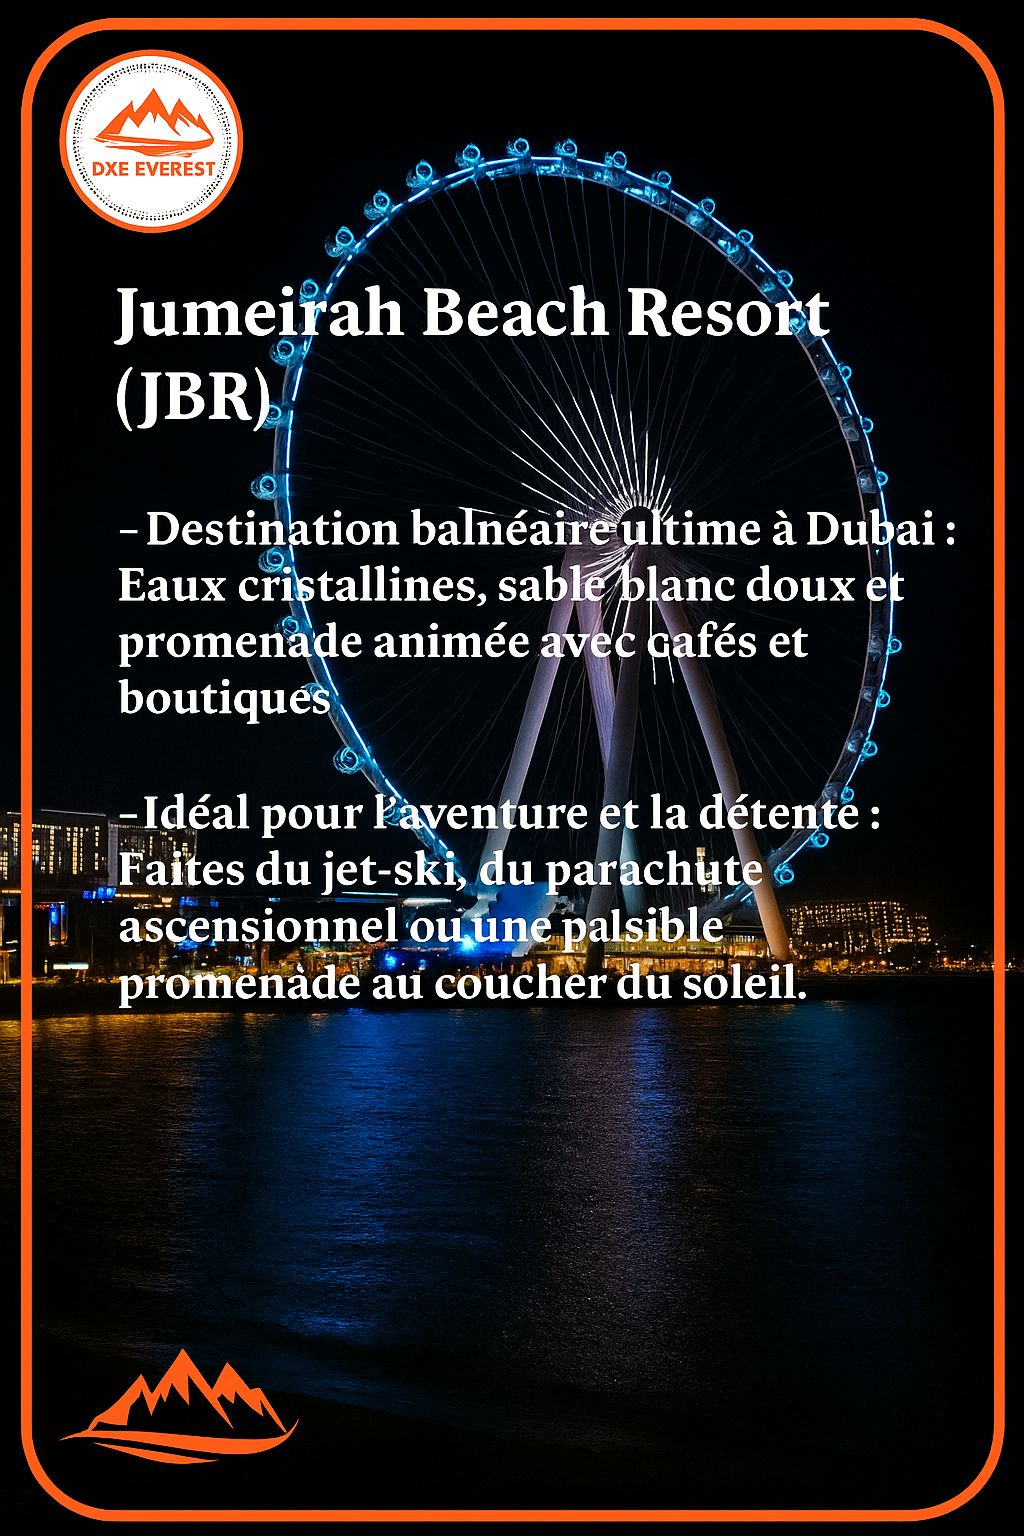 DXE EVEREST
Jumeirah Beach Resort
(JBR)
– Destination balnéaire ultime à Dubai :
Eaux cristallines, sable blanc doux et
promenade animée avec cafés et
boutiques
– Idéal pour l’aventure et la détente :
Faites du jet-ski, du parachute
ascensionnel ou une palsible
promenàde au coucher du soleil.